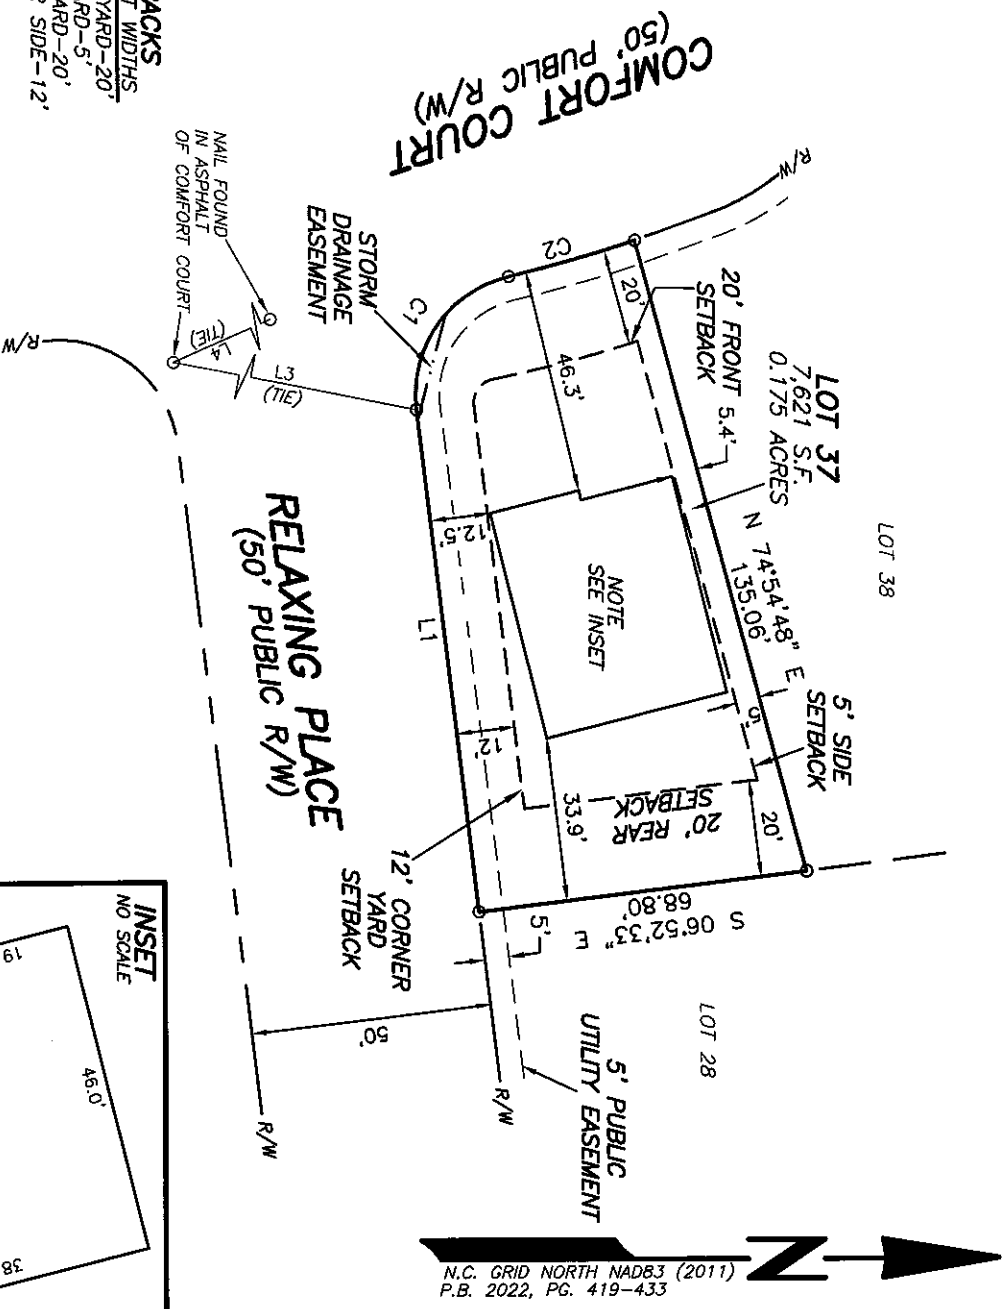 ACKS
T WIDTHS
YARD-20'
RD-5'
ARD-20'
R SIDE-12'
COMFORT COURT
(50' PUBLIC R/W)
R/W
NAIL FOUND
IN ASPHALT
OF COMFORT COURT
STORM
DRAINAGE
EASEMENT
C2
C1
20'
46.3'
20' FRONT
SETBACK
5.4'
LOT 37
7,621 S.F.
0.175 ACRES
LOT 38
N 74°54'48" E
135.06'
R/W
L4
(TIE)
L3
(TIE)
12.5'
NOTE
SEE INSET
L1
12'
5'
5' SIDE
SETBACK
20' REAR
SETBACK
20'
33.9'
RELAXING PLACE
(50' PUBLIC R/W)
12' CORNER
YARD
SETBACK
S 06°52'33" E
68.80'
5'
LOT 28
50'
5' PUBLIC
UTILITY EASEMENT
R/W
R/W
INSET
NO SCALE
19
46.0'
38
N
N.C. GRID NORTH NAD83 (2011)
P.B. 2022, PG. 419-433